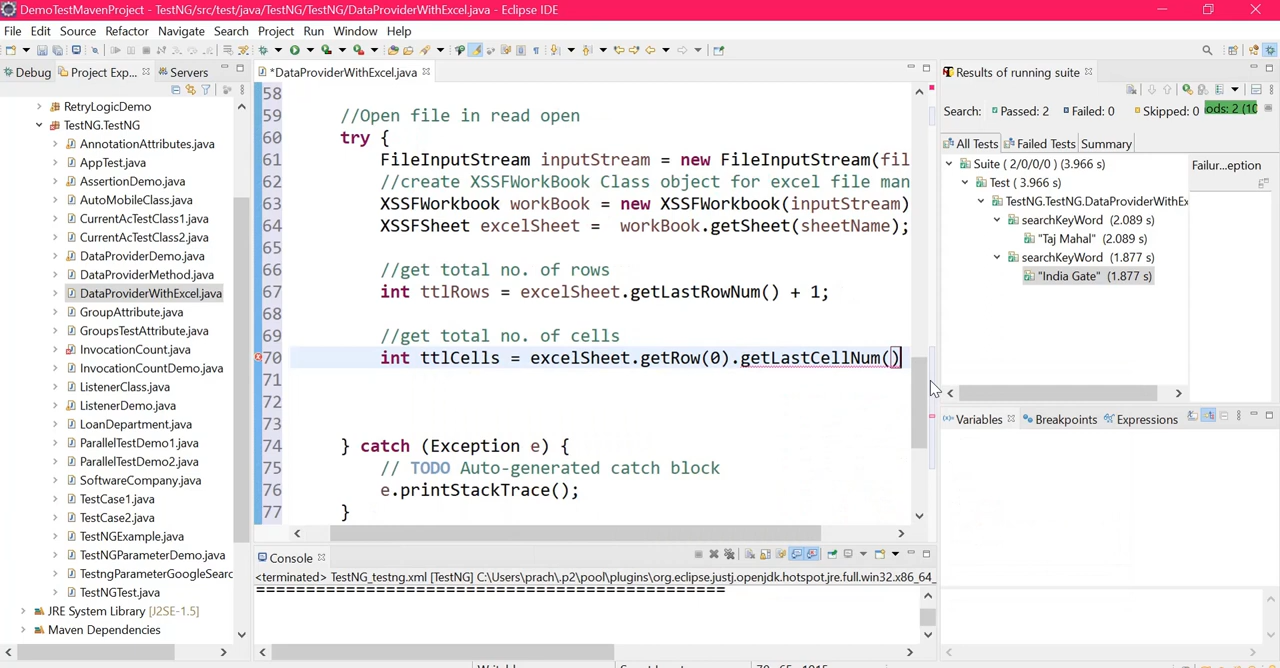 DemoTestMavenProject - TestNG/src/test/java/TestNG/TestNG/DataProviderWithExcel.java - Eclipse IDE
File Edit Source Refactor Navigate Search Project Run Window Help
Debug Project Exp... Servers
RetryLogicDemo
TestNG.TestNG
AnnotationAttributes.java
AppTest.java
AssertionDemo.java
AutoMobileClass.java
CurrentAcTestClass1.java
CurrentAcTestClass2.java
DataProviderDemo.java
DataProviderMethod.java
DataProviderWithExcel.java
GroupAttribute.java
GroupsTestAttribute.java
InvocationCount.java
InvocationCountDemo.java
ListenerClass.java
ListenerDemo.java
LoanDepartment.java
ParallelTestDemo1.java
ParallelTestDemo2.java
SoftwareCompany.java
TestCase1.java
TestCase2.java
TestNGExample.java
TestNGParameterDemo.java
TestngParameterGoogleSearc
TestNGTest.java
JRE System Library [J2SE-1.5]
Maven Dependencies
*DataProviderWithExcel.java
58
59 //Open file in read open
60 try {
61 FileInputStream inputStream = new FileInputStream(fil
62 //create XSSFWorkBook Class object for excel file man
63 XSSFWorkbook workBook = new XSSFWorkbook(inputStream)
64 XSSFSheet excelSheet = workBook.getSheet(sheetName);
65
66 //get total no. of rows
67 int ttlRows = excelSheet.getLastRowNum() + 1;
68
69 //get total no. of cells
70 int ttlCells = excelSheet.getRow(0).getLastCellNum()
71
72
73
74 } catch (Exception e) {
75 // TODO Auto-generated catch block
76 e.printStackTrace();
77 }
Console
<terminated> TestNG_testng.xml [TestNG] C:\Users\prach\.p2\pool\plugins\org.eclipse.justj.openjdk.hotspot.jre.full.win32.x86_64_
===============================================
Results of running suite
Search: Passed: 2 Failed: 0 Skipped: 0 ods: 2 (10
All Tests Failed Tests Summary
Suite ( 2/0/0/0 ) (3.966 s)
Test ( 3.966 s)
TestNG.TestNG.DataProviderWithEx
searchKeyWord (2.089 s)
"Taj Mahal" (2.089 s)
searchKeyWord (1.877 s)
"India Gate" (1.877 s)
Failur...eption
Variables Breakpoints Expressions